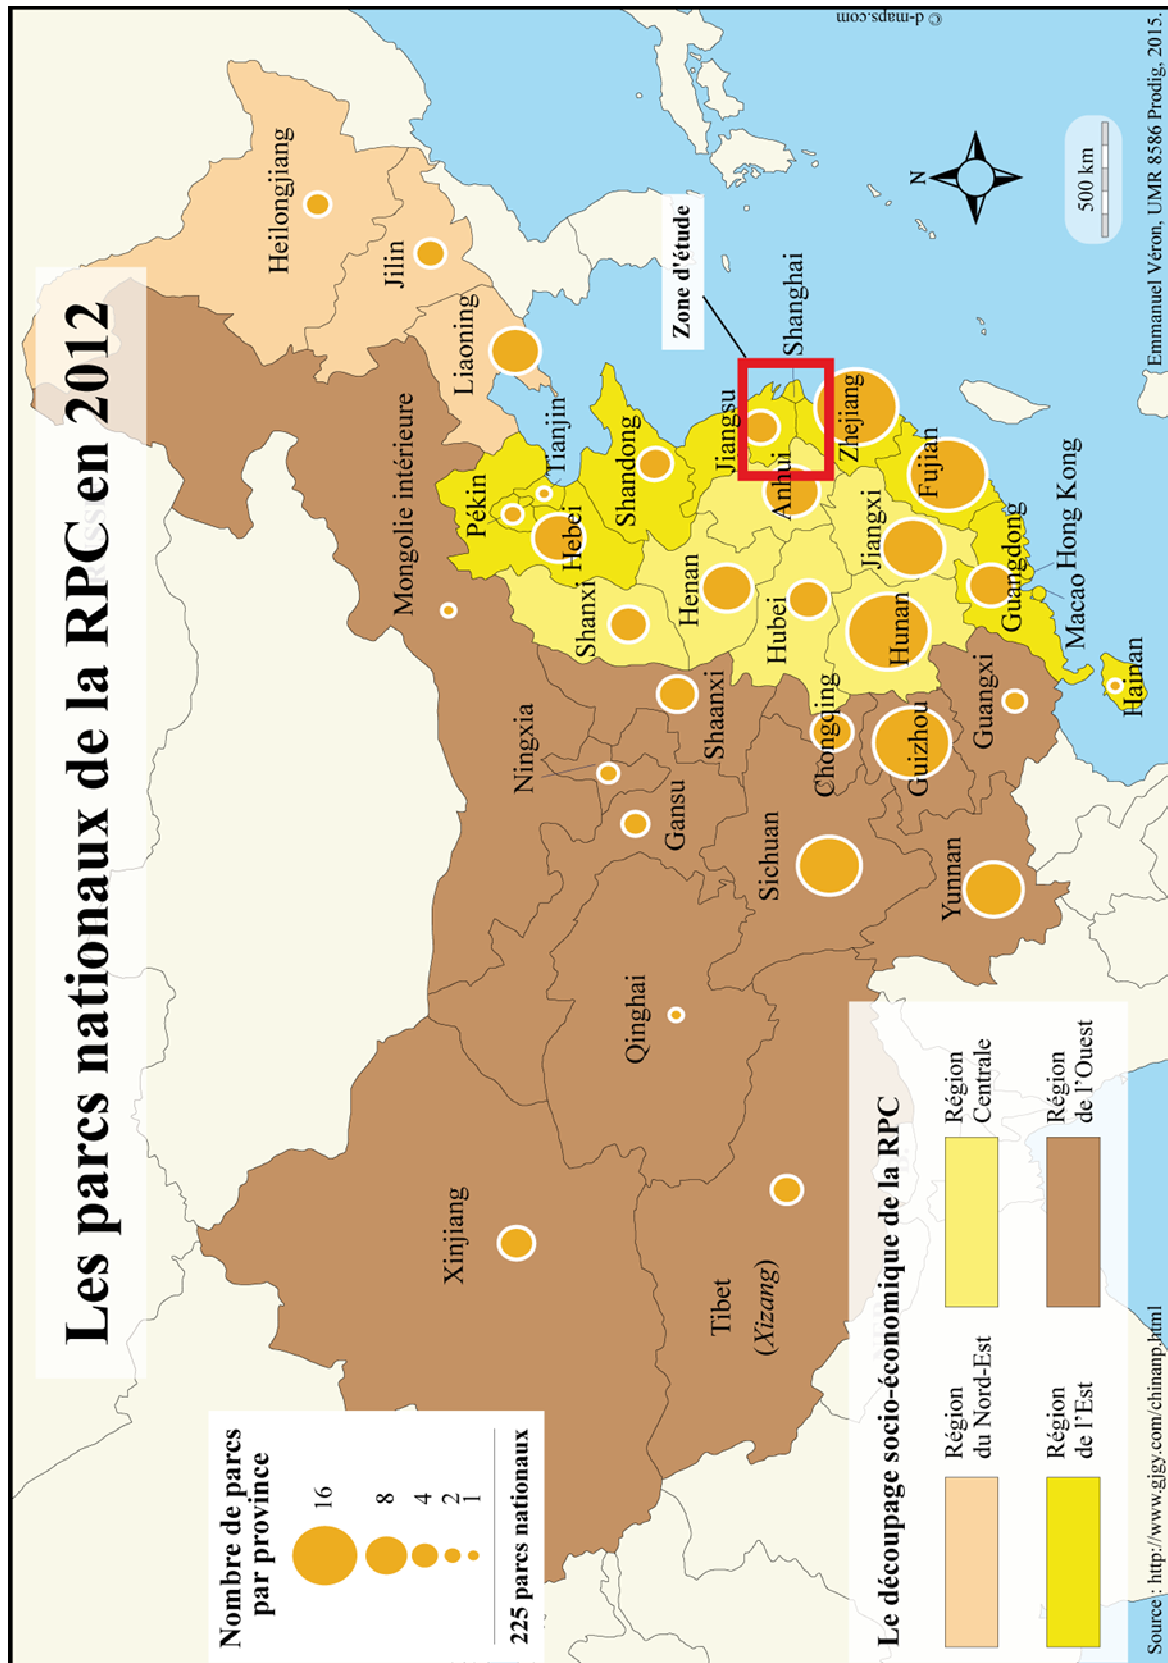 Les parcs nationaux de la RPC en 2012
Nombre de parcs
par province
16
8
4
2
1
225 parcs nationaux
Heilongjiang
Jilin
Liaoning
Mongolie intérieure
Pékin
Tianjin
Hebei
Shandong
Shanxi
Henan
Jiangsu
Zone d'étude
Shanghai
Anhui
Zhejiang
Hubei
Jiangxi
Fujian
Hunan
Guangdong
Hong Kong
Macao
Hainan
Guangxi
Guizhou
Chongqing
Shaanxi
Ningxia
Gansu
Sichuan
Yunnan
Qinghai
Xinjiang
Tibet
(Xizang)
N
500 km
© d-maps.com
Le découpage socio-économique de la RPC
Région
du Nord-Est
Région
Centrale
Région
de l'Est
Région
de l'Ouest
Source : http://www.gjgy.com/chinanp.html
Emmanuel Véron, UMR 8586 Prodig, 2015.